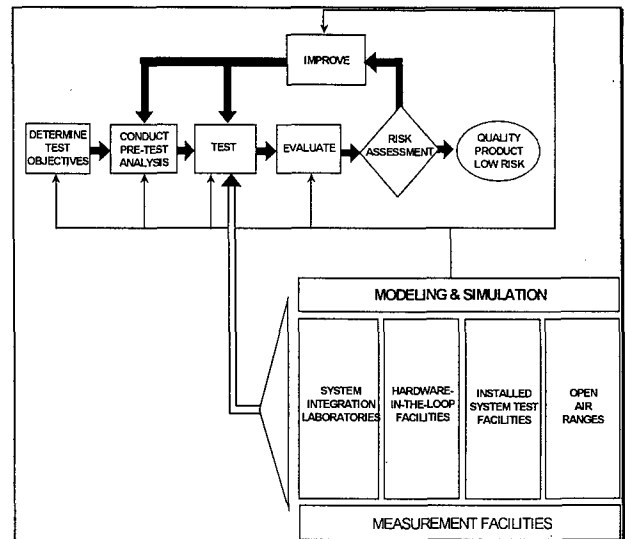 IMPROVE
DETERMINE
TEST
OBJECTIVES
CONDUCT
PRE-TEST
ANALYSIS
TEST
EVALUATE
RISK
ASSESSMENT
QUALITY
PRODUCT
LOW RISK
MODELING & SIMULATION
SYSTEM
INTEGRATION
LABORATORIES
HARDWARE-
IN-THE-LOOP
FACILITIES
INSTALLED
SYSTEM TEST
FACILITIES
OPEN
AIR
RANGES
MEASUREMENT FACILITIES